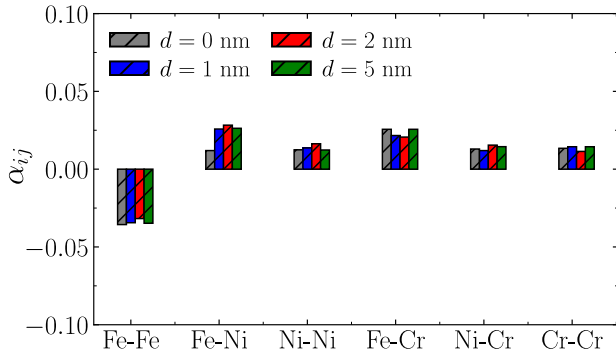 0.10
0.05
0.00
−0.05
−0.10
α_ij
d = 0 nm
d = 1 nm
d = 2 nm
d = 5 nm
Fe-Fe Fe-Ni Ni-Ni Fe-Cr Ni-Cr Cr-Cr